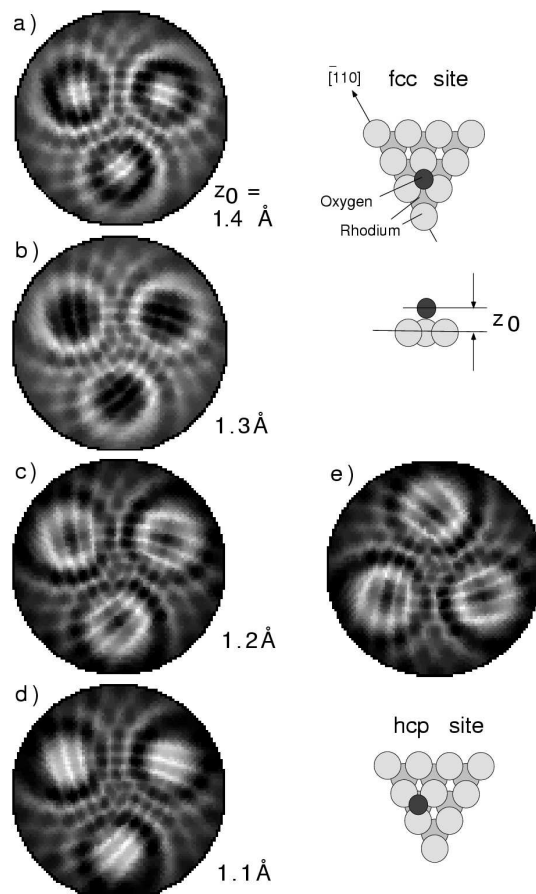 a)
z0 =
1.4 Å
b)
1.3Å
c)
1.2Å
d)
1.1Å
[1̄10]
fcc site
Oxygen
Rhodium
z0
e)
hcp site